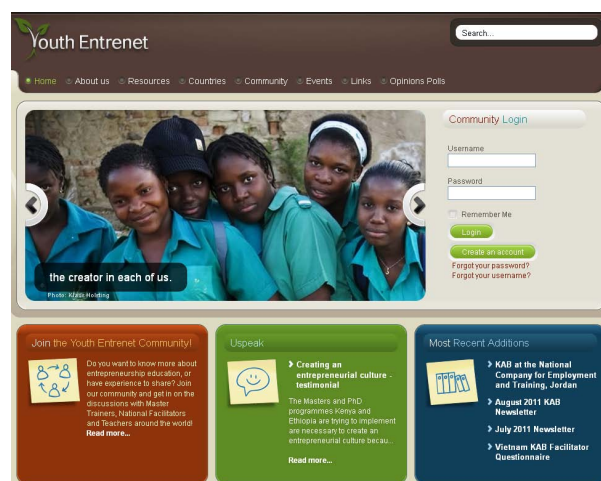 Youth Entrenet
Search...
Home About us Resources Countries Community Events Links Opinions Polls
Community Login
Username
Password
Remember Me
Login
Create an account
Forgot your password?
Forgot your username?
the creator in each of us.
Photo: Klaus Holsting
Join the Youth Entrenet Community!
Do you want to know more about
entrepreneurship education, or
have experience to share? Join
our community and get in on the
discussions with Master
Trainers, National Facilitators
and Teachers around the world!
Read more...
Uspeak
Creating an
entrepreneurial culture -
testimonial
The Masters and PhD
programmes Kenya and
Ethiopia are trying to implement
are necessary to create an
entrepreneurial culture becau...
Read more...
Most Recent Additions
KAB at the National
Company for Employment
and Training, Jordan
August 2011 KAB
Newsletter
July 2011 Newsletter
Vietnam KAB Facilitator
Questionnaire